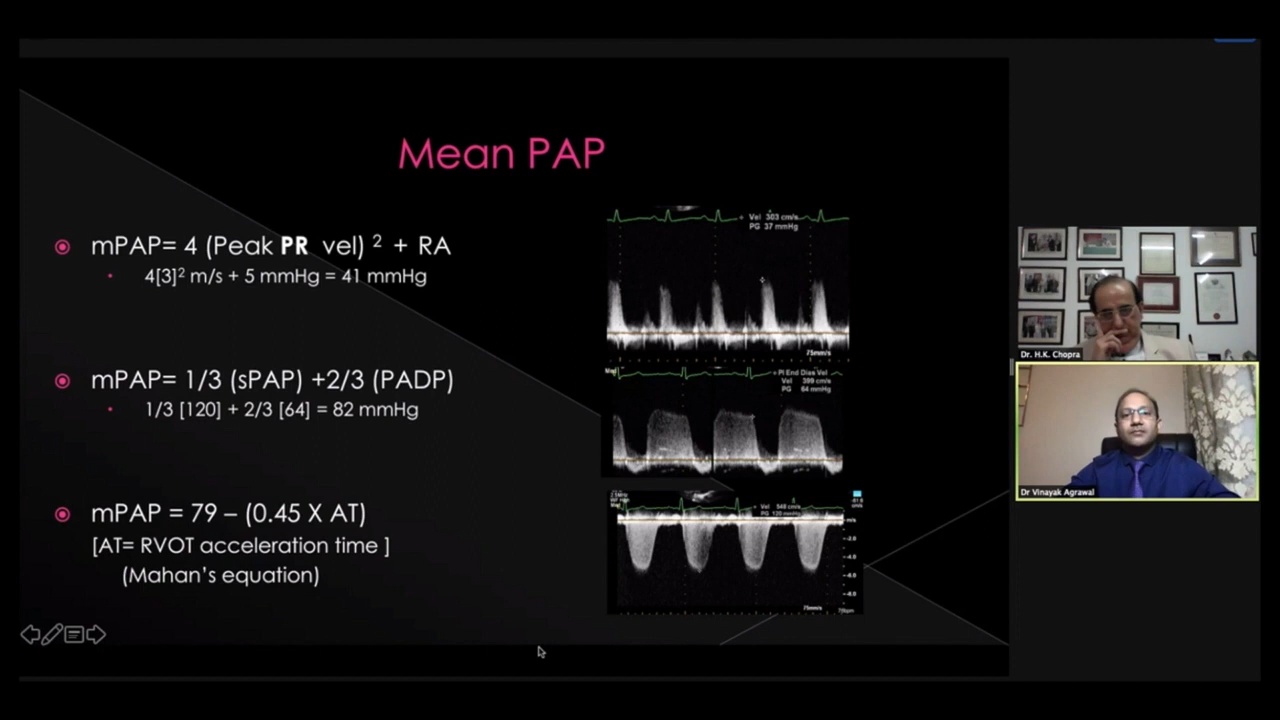 Mean PAP
mPAP= 4 (Peak PR vel) ² + RA
4[3]² m/s + 5 mmHg = 41 mmHg
mPAP= 1/3 (sPAP) +2/3 (PADP)
1/3 [120] + 2/3 [64] = 82 mmHg
mPAP = 79 – (0.45 X AT)
[AT= RVOT acceleration time ]
(Mahan's equation)
Vel 303 cm/s
PG 37 mmHg
75mm/s
PI End Dias Vel
Vel 399 cm/s
PG 64 mmHg
Vel 548 cm/s
PG 120 mmHg
75mm/s
Dr. H.K. Chopra
Dr Vinayak Agrawal